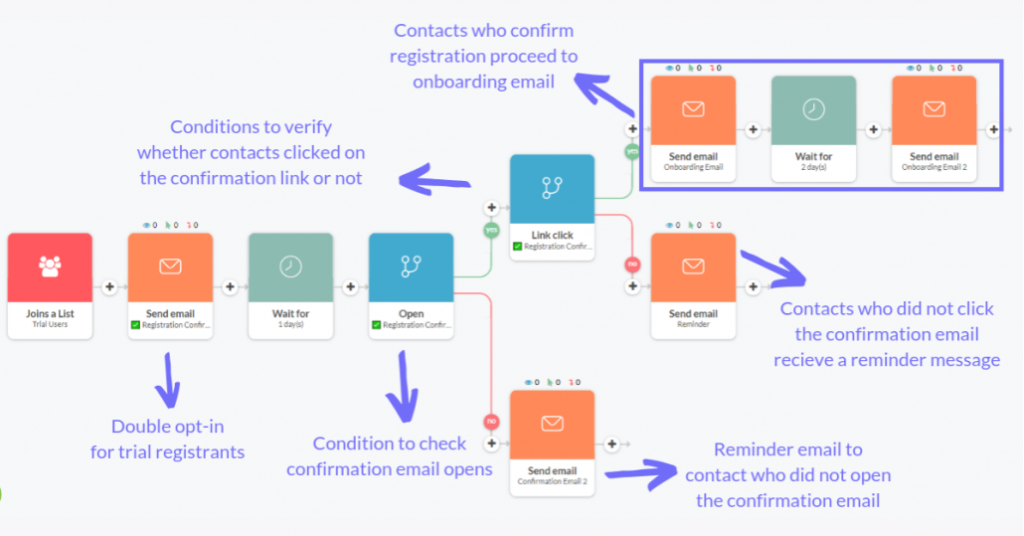 Contacts who confirm
registration proceed to
onboarding email
0 0 0
0 0 0
Send email
Onboarding Email
Wait for
2 day(s)
Send email
Onboarding Email 2
Conditions to verify
whether contacts clicked on
the confirmation link or not
yes
Link click
✅ Registration Confir...
yes
0 0 0
Joins a List
Trial Users
Send email
✅ Registration Confir...
Wait for
1 day(s)
Open
✅ Registration Confir...
no
0 0 0
Send email
Reminder
Contacts who did not click
the confirmation email
recieve a reminder message
Double opt-in
for trial registrants
Condition to check
confirmation email opens
no
0 0 0
Send email
Confirmation Email 2
Reminder email to
contact who did not open
the confirmation email